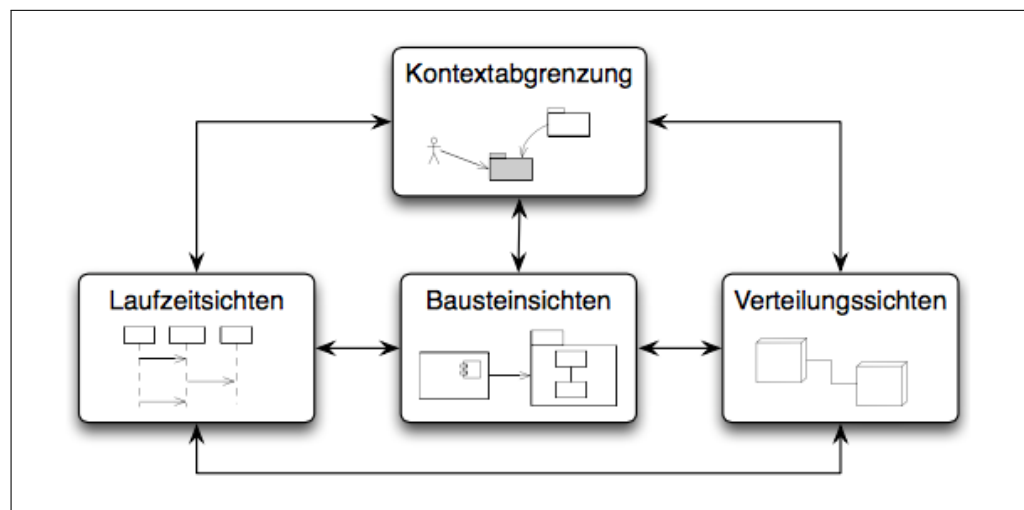 Kontextabgrenzung
Laufzeitsichten
Bausteinsichten
Verteilungssichten